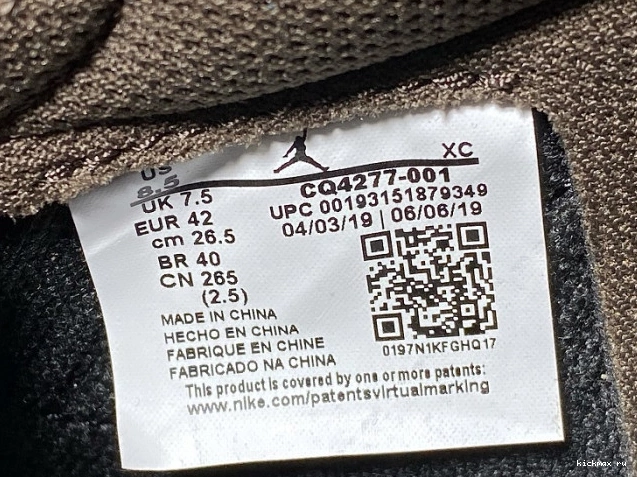 US
8.5
XC
UK 7.5
CQ4277-001
EUR 42
UPC 00193151879349
cm 26.5
04/03/19 | 06/06/19
BR 40
CN 265
(2.5)
MADE IN CHINA
HECHO EN CHINA
FABRIQUE EN CHINE
FABRICADO NA CHINA
0197N1KFGHQ17
This product is covered by one or more patents:
www.nike.com/patentsvirtualmarking
kickmax ru